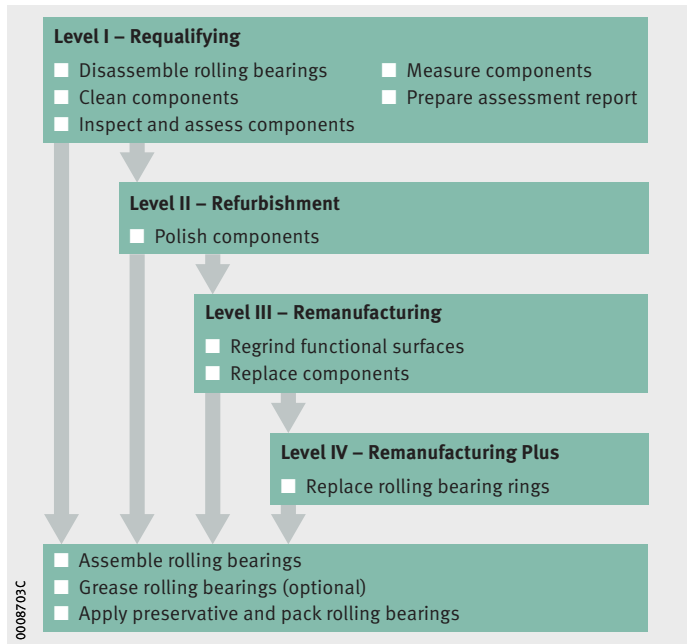 Level I – Requalifying
Disassemble rolling bearings
Clean components
Inspect and assess components
Measure components
Prepare assessment report
Level II – Refurbishment
Polish components
Level III – Remanufacturing
Regrind functional surfaces
Replace components
Level IV – Remanufacturing Plus
Replace rolling bearing rings
Assemble rolling bearings
Grease rolling bearings (optional)
Apply preservative and pack rolling bearings
0008703C